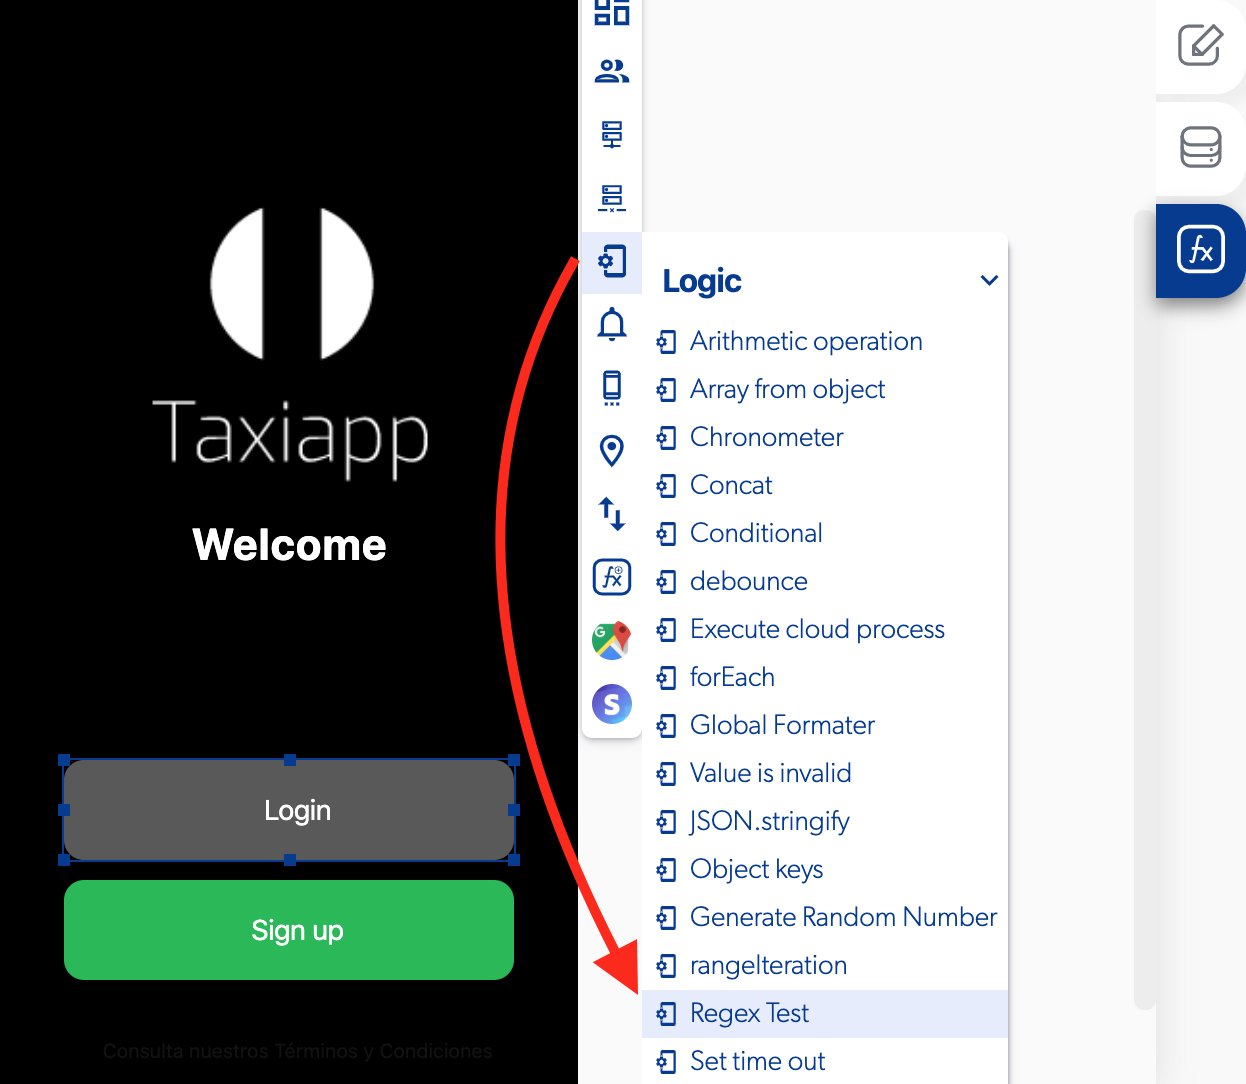 Taxiapp
Welcome
Login
Sign up
Consulta nuestros Términos y Condiciones
Logic
Arithmetic operation
Array from object
Chronometer
Concat
Conditional
debounce
Execute cloud process
forEach
Global Formater
Value is invalid
JSON.stringify
Object keys
Generate Random Number
rangeIteration
Regex Test
Set time out
fx
G
S
fx